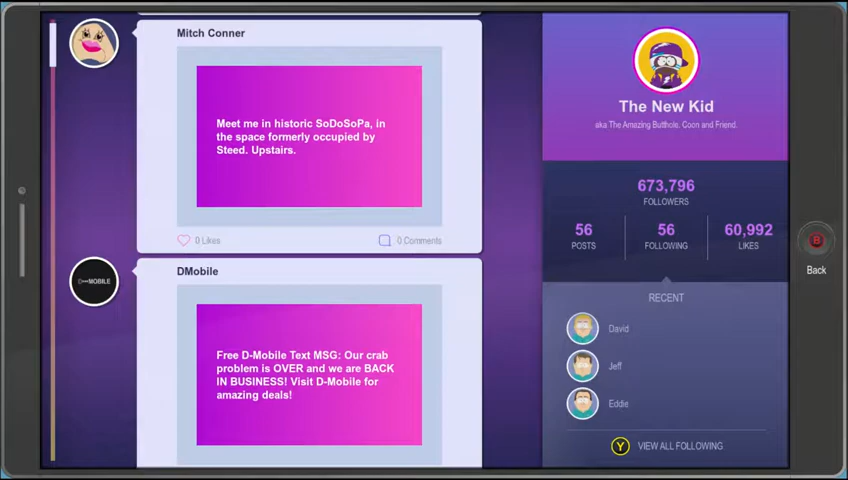 Mitch Conner
Meet me in historic SoDoSoPa, in
the space formerly occupied by
Steed. Upstairs.
0 Likes
0 Comments
D-MOBILE
DMobile
Free D-Mobile Text MSG: Our crab
problem is OVER and we are BACK
IN BUSINESS! Visit D-Mobile for
amazing deals!
The New Kid
aka The Amazing Butthole. Coon and Friend.
673,796
FOLLOWERS
56
POSTS
56
FOLLOWING
60,992
LIKES
RECENT
David
Jeff
Eddie
Y VIEW ALL FOLLOWING
B
Back